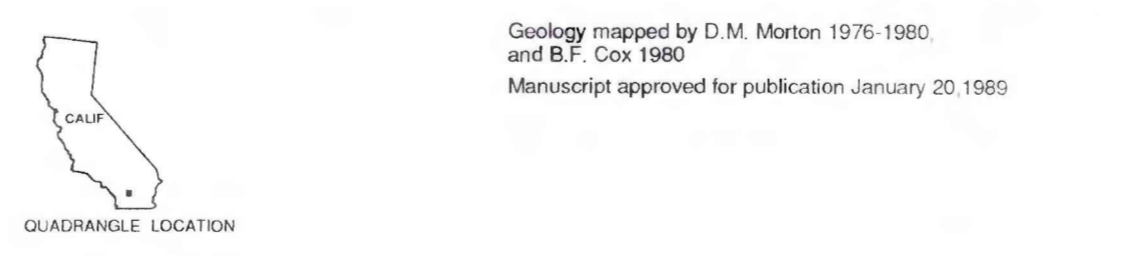 Geology mapped by D.M. Morton 1976-1980,
and B.F. Cox 1980
Manuscript approved for publication January 20,1989
CALIF
QUADRANGLE LOCATION